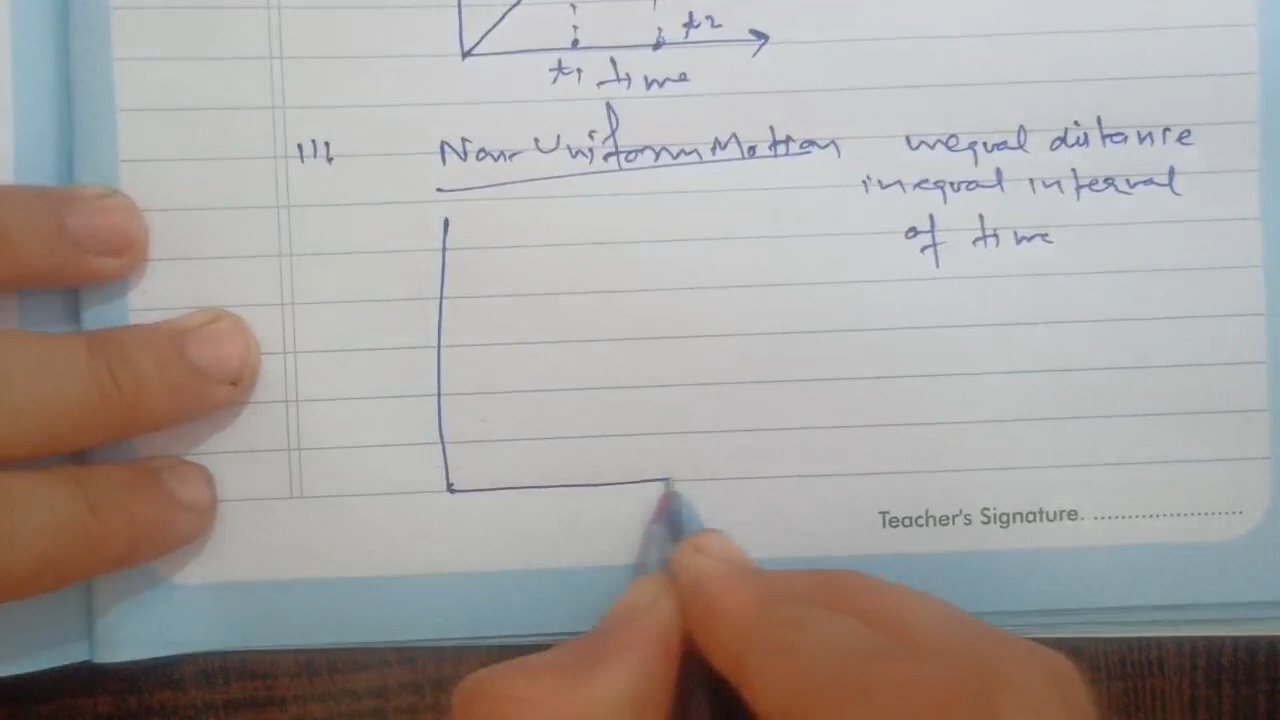 t2
t1 time
III Non-Uniform Motion unequal distance
inequal interval
of time
Teacher's Signature. ......................